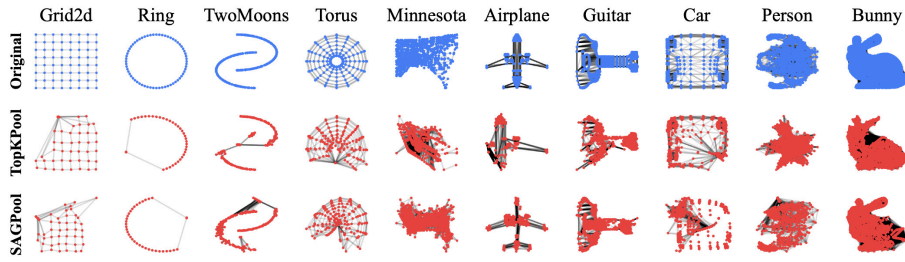 Grid2d Ring TwoMoons Torus Minnesota Airplane Guitar Car Person Bunny
Original
TopKPool
SAGPool